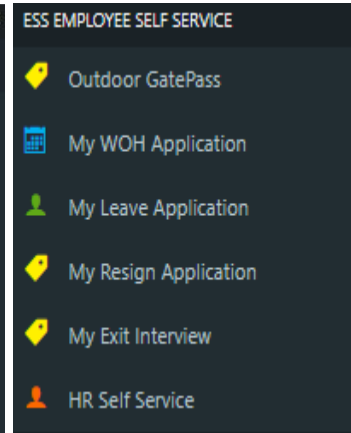 ESS EMPLOYEE SELF SERVICE
Outdoor GatePass
My WOH Application
My Leave Application
My Resign Application
My Exit Interview
HR Self Service